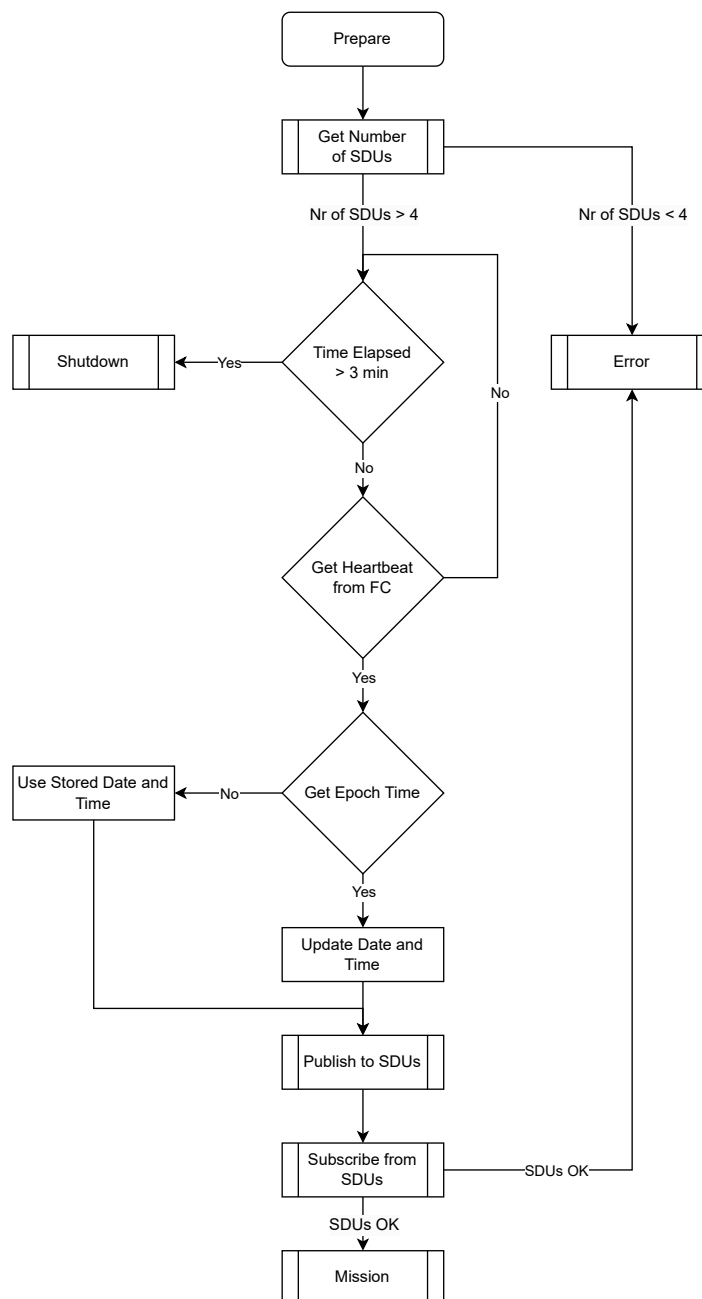 Prepare
Get Number
of SDUs
Nr of SDUs > 4
Nr of SDUs < 4
Shutdown
Yes
Time Elapsed
> 3 min
Error
No
No
Get Heartbeat
from FC
Yes
Use Stored Date and
Time
No
Get Epoch Time
Yes
Update Date and
Time
Publish to SDUs
Subscribe from
SDUs
SDUs OK
SDUs OK
Mission